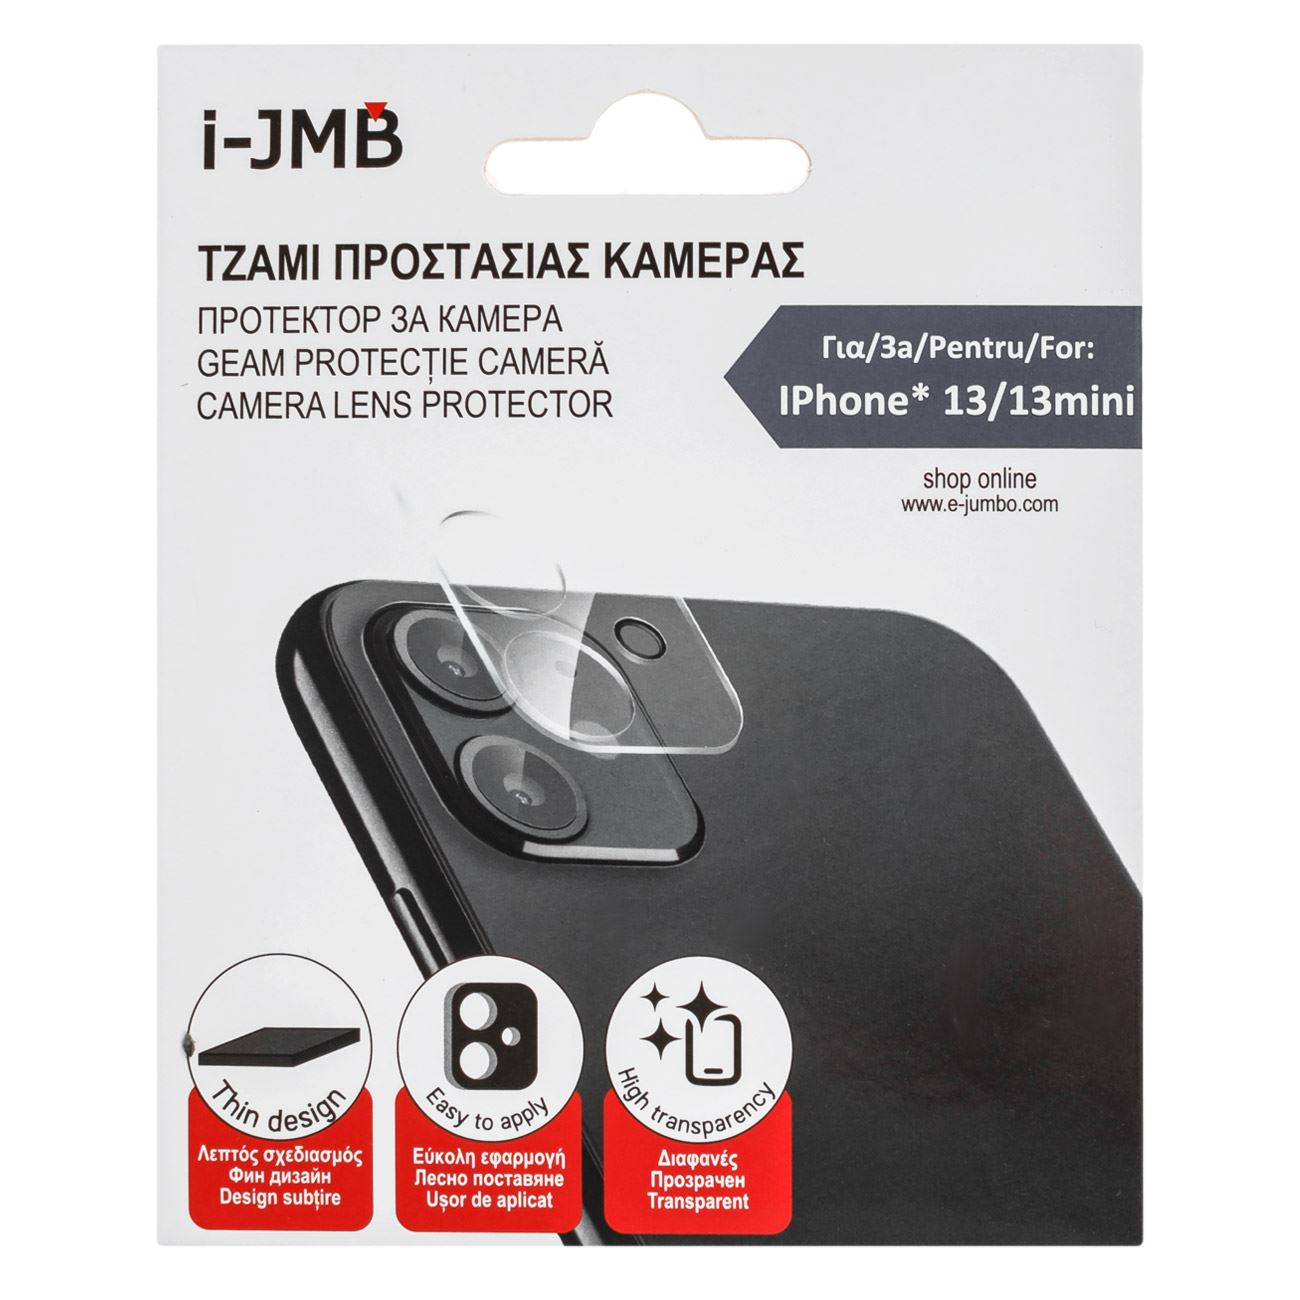 i-JMB
ΤΖΑΜΙ ΠΡΟΣΤΑΣΙΑΣ ΚΑΜΕΡΑΣ
ПРОТЕКТОР ЗА КАМЕРА
GEAM PROTECȚIE CAMERĂ
CAMERA LENS PROTECTOR
Για/За/Pentru/For:
IPhone* 13/13mini
shop online
www.e-jumbo.com
Thin design
Λεπτός σχεδιασμός
Фин дизайн
Design subțire
Easy to apply
Εύκολη εφαρμογή
Лесно поставяне
Ușor de aplicat
High transparency
Διαφανές
Прозрачен
Transparent